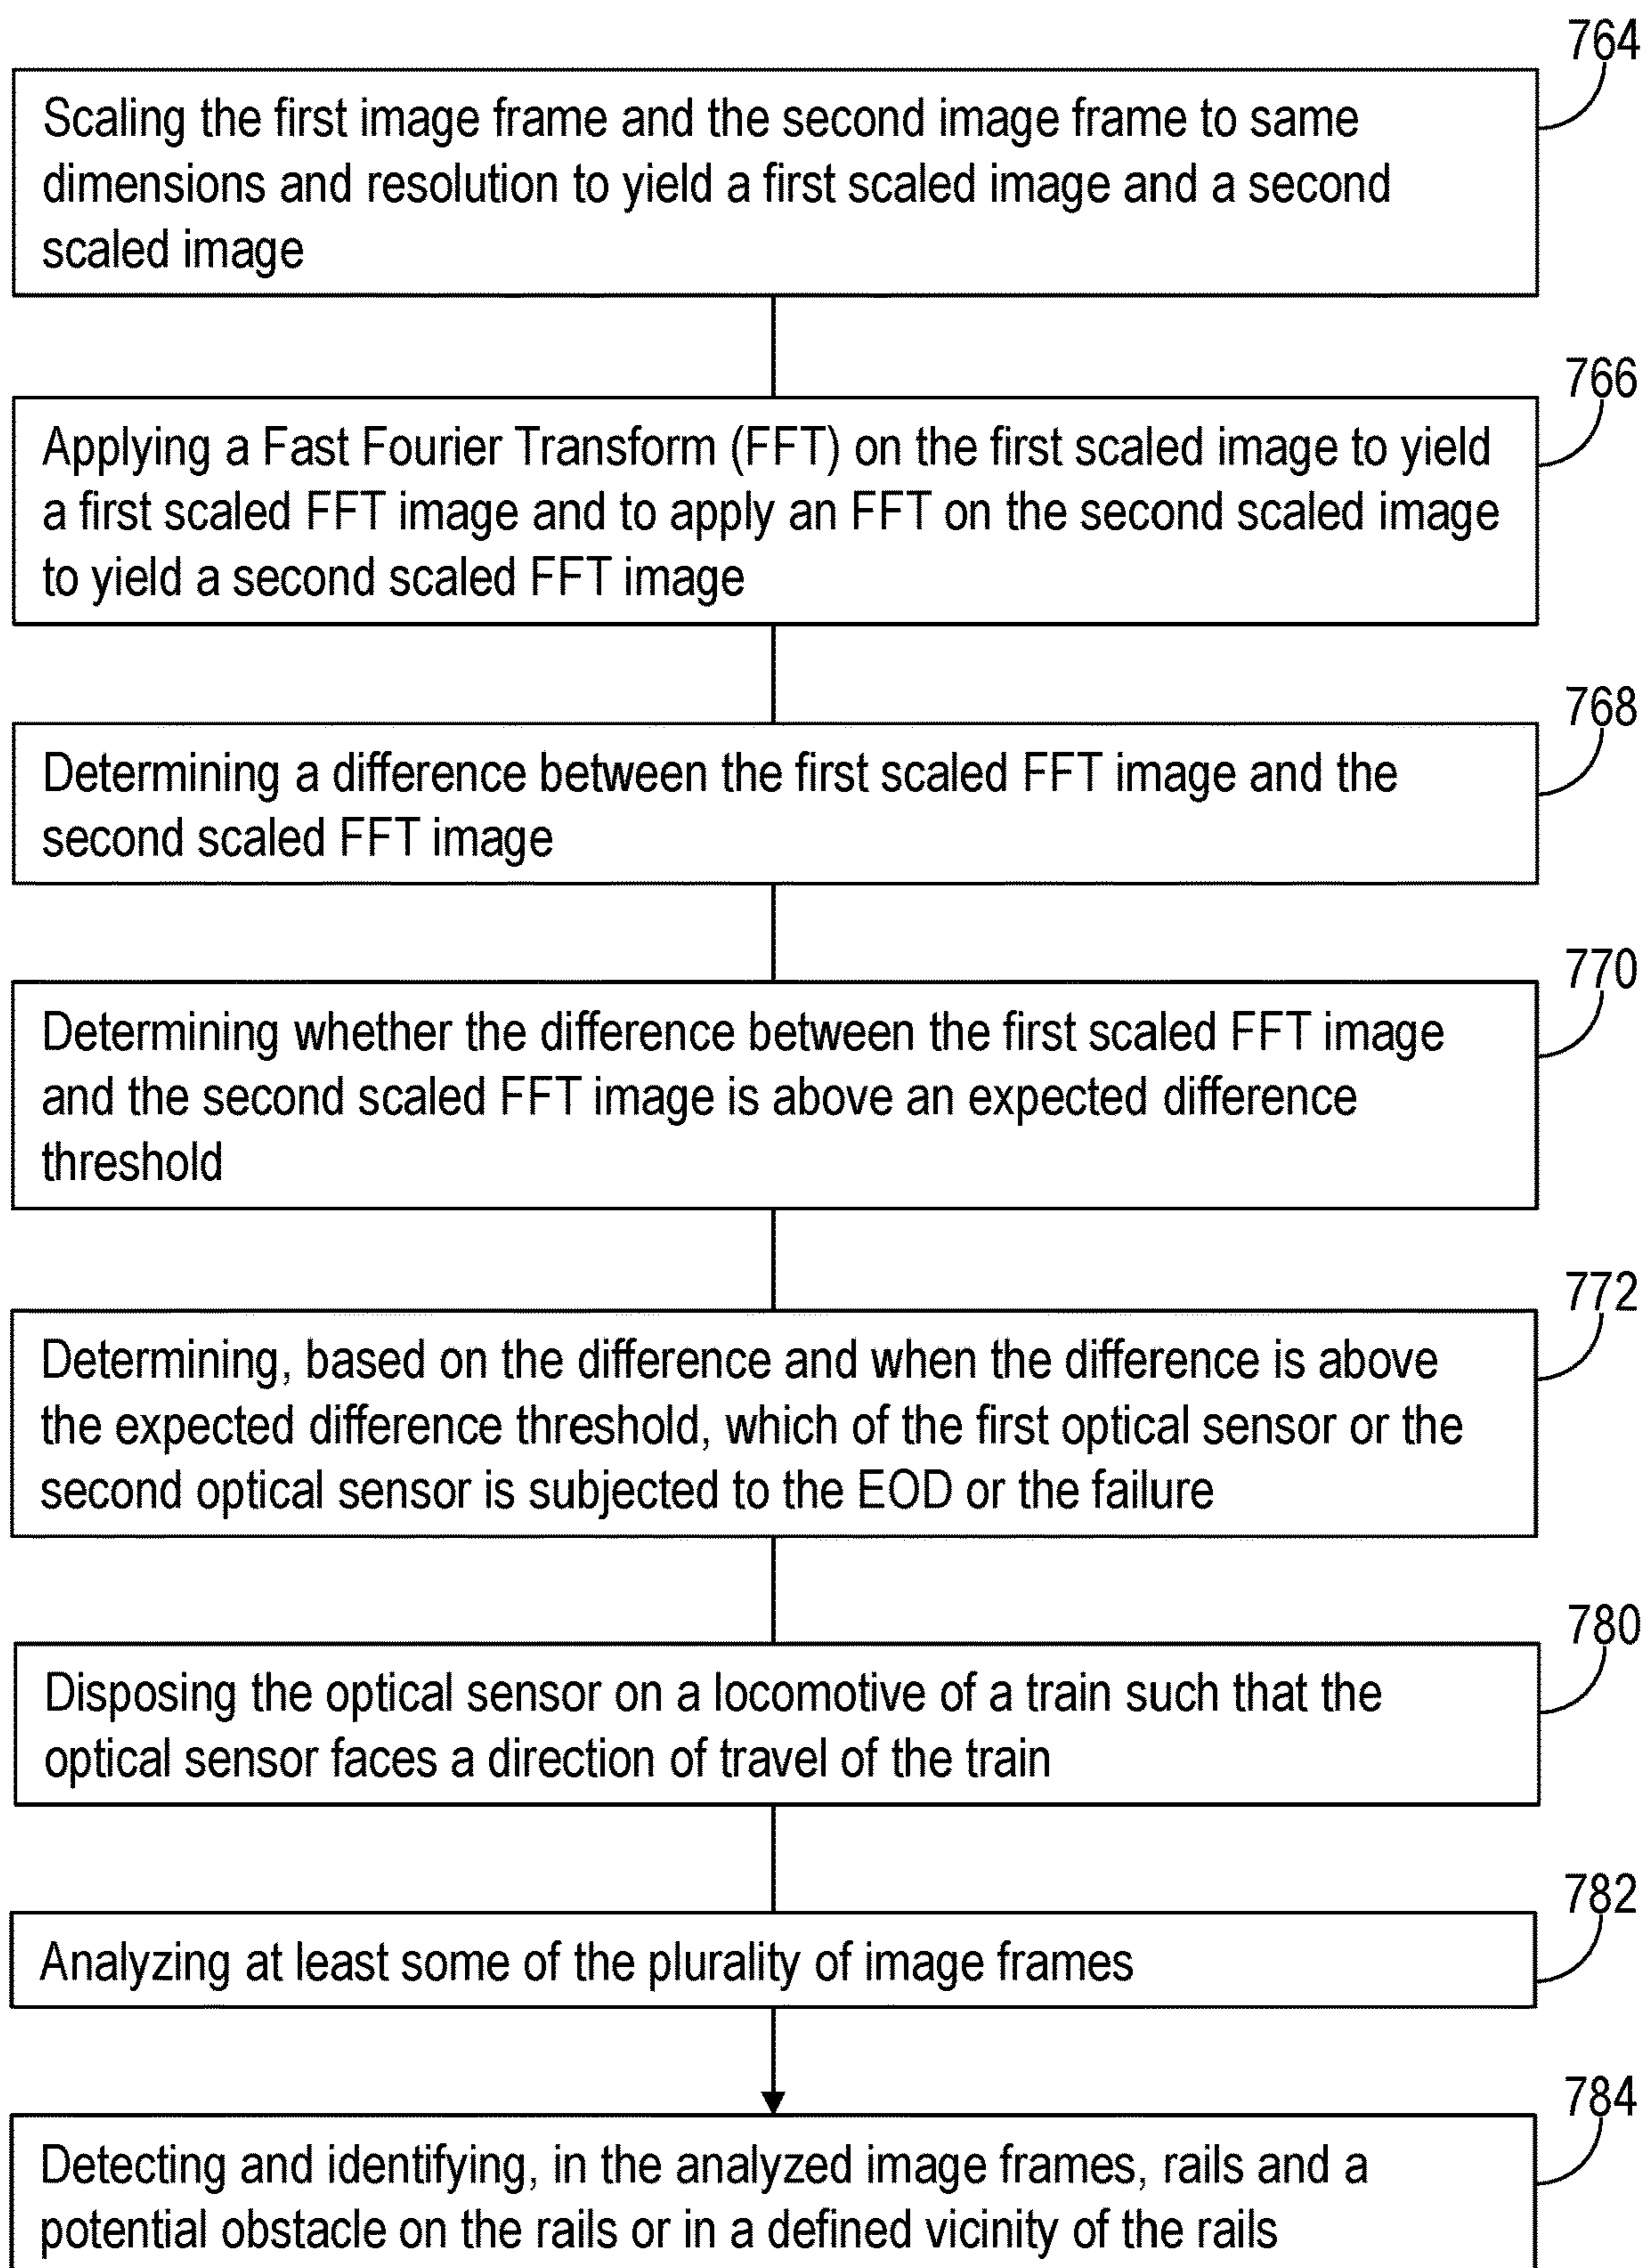 764
Scaling the first image frame and the second image frame to same
dimensions and resolution to yield a first scaled image and a second
scaled image
766
Applying a Fast Fourier Transform (FFT) on the first scaled image to yield
a first scaled FFT image and to apply an FFT on the second scaled image
to yield a second scaled FFT image
768
Determining a difference between the first scaled FFT image and the
second scaled FFT image
770
Determining whether the difference between the first scaled FFT image
and the second scaled FFT image is above an expected difference
threshold
772
Determining, based on the difference and when the difference is above
the expected difference threshold, which of the first optical sensor or the
second optical sensor is subjected to the EOD or the failure
780
Disposing the optical sensor on a locomotive of a train such that the
optical sensor faces a direction of travel of the train
782
Analyzing at least some of the plurality of image frames
784
Detecting and identifying, in the analyzed image frames, rails and a
potential obstacle on the rails or in a defined vicinity of the rails